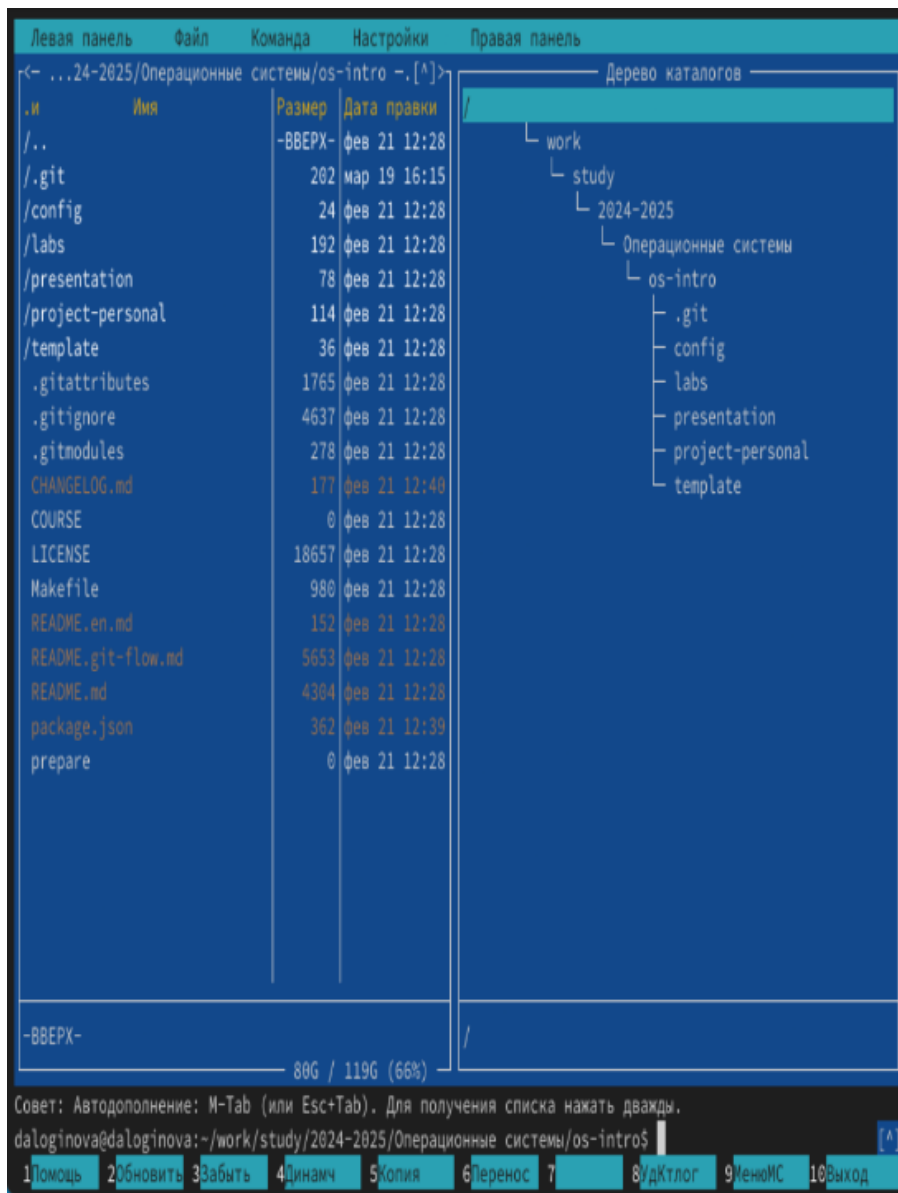 Левая панель Файл Команда Настройки Правая панель
<— ...24-2025/Операционные системы/os-intro —.[^]>
.и Имя Размер Дата правки
/.. -ВВЕРХ- фев 21 12:28
/.git 202 мар 19 16:15
/config 24 фев 21 12:28
/labs 192 фев 21 12:28
/presentation 78 фев 21 12:28
/project-personal 114 фев 21 12:28
/template 36 фев 21 12:28
.gitattributes 1765 фев 21 12:28
.gitignore 4637 фев 21 12:28
.gitmodules 278 фев 21 12:28
CHANGELOG.md 177 фев 21 12:40
COURSE 0 фев 21 12:28
LICENSE 18657 фев 21 12:28
Makefile 980 фев 21 12:28
README.en.md 152 фев 21 12:28
README.git-flow.md 5653 фев 21 12:28
README.md 4304 фев 21 12:28
package.json 362 фев 21 12:39
prepare 0 фев 21 12:28
-ВВЕРХ-
80G / 119G (66%)
Дерево каталогов
/
work
study
2024-2025
Операционные системы
os-intro
.git
config
labs
presentation
project-personal
template
/
Совет: Автодополнение: M-Tab (или Esc+Tab). Для получения списка нажать дважды.
daloginova@daloginova:~/work/study/2024-2025/Операционные системы/os-intro$ [^]
1Помощь 2Обновить 3Забыть 4Динамч 5Копия 6Перенос 7 8УдКтлог 9МенюMC 10Выход